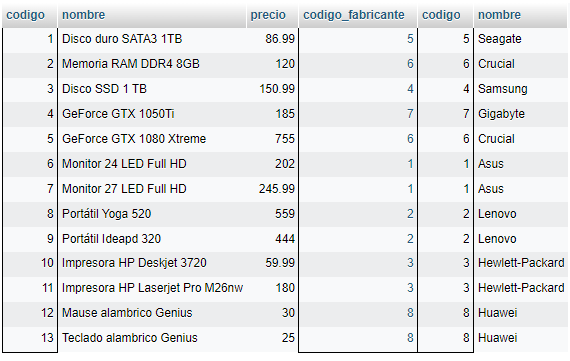 codigo nombre precio codigo_fabricante codigo nombre
1 Disco duro SATA3 1TB 86.99 5 5 Seagate
2 Memoria RAM DDR4 8GB 120 6 6 Crucial
3 Disco SSD 1 TB 150.99 4 4 Samsung
4 GeForce GTX 1050Ti 185 7 7 Gigabyte
5 GeForce GTX 1080 Xtreme 755 6 6 Crucial
6 Monitor 24 LED Full HD 202 1 1 Asus
7 Monitor 27 LED Full HD 245.99 1 1 Asus
8 Portátil Yoga 520 559 2 2 Lenovo
9 Portátil Ideapd 320 444 2 2 Lenovo
10 Impresora HP Deskjet 3720 59.99 3 3 Hewlett-Packard
11 Impresora HP Laserjet Pro M26nw 180 3 3 Hewlett-Packard
12 Mause alambrico Genius 30 8 8 Huawei
13 Teclado alambrico Genius 25 8 8 Huawei